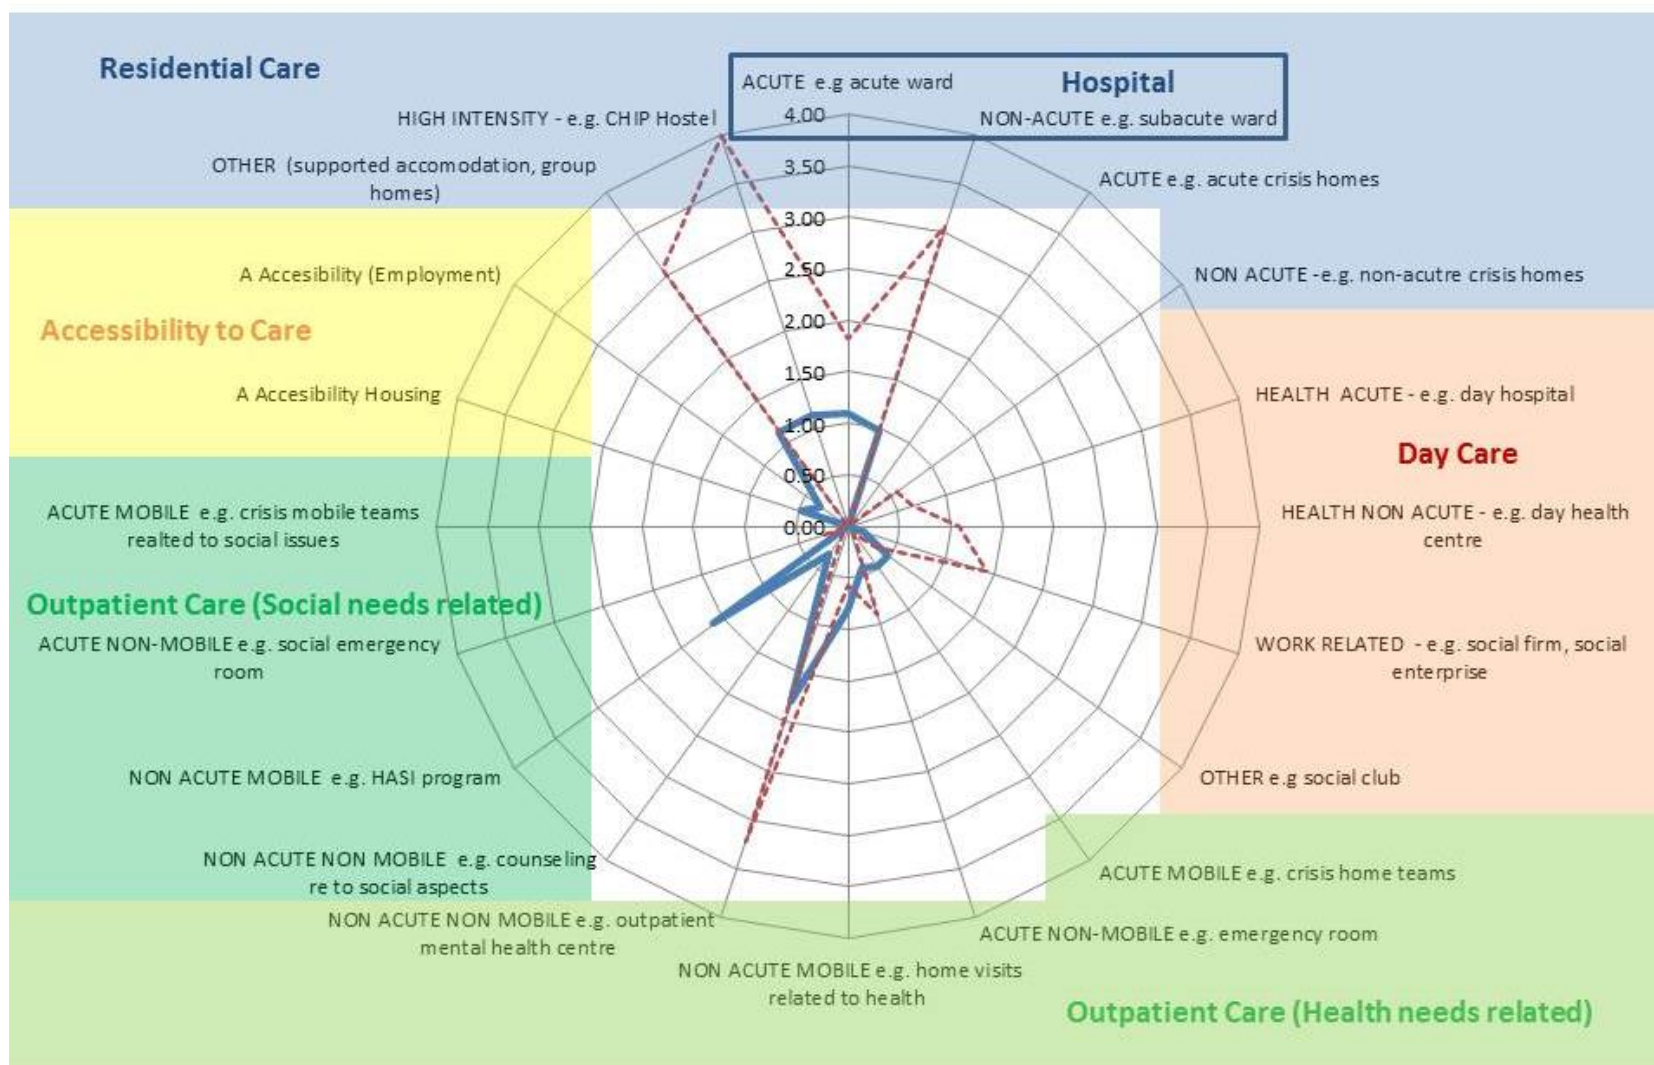 Residential Care
ACUTE e.g acute ward
Hospital
HIGH INTENSITY - e.g. CHIP Hostel
4.00
NON-ACUTE e.g. subacute ward
OTHER (supported accomodation, group
homes)
3.50
ACUTE e.g. acute crisis homes
3.00
A Accesibility (Employment)
2.50
NON ACUTE -e.g. non-acutre crisis homes
Accessibility to Care
2.00
1.50
A Accesibility Housing
HEALTH ACUTE - e.g. day hospital
1.00
Day Care
0.50
ACUTE MOBILE e.g. crisis mobile teams
realted to social issues
0.00
HEALTH NON ACUTE - e.g. day health
centre
Outpatient Care (Social needs related)
ACUTE NON-MOBILE e.g. social emergency
room
WORK RELATED - e.g. social firm, social
enterprise
NON ACUTE MOBILE e.g. HASI program
OTHER e.g social club
NON ACUTE NON MOBILE e.g. counseling
re to social aspects
ACUTE MOBILE e.g. crisis home teams
NON ACUTE NON MOBILE e.g. outpatient
mental health centre
ACUTE NON-MOBILE e.g. emergency room
NON ACUTE MOBILE e.g. home visits
related to health
Outpatient Care (Health needs related)